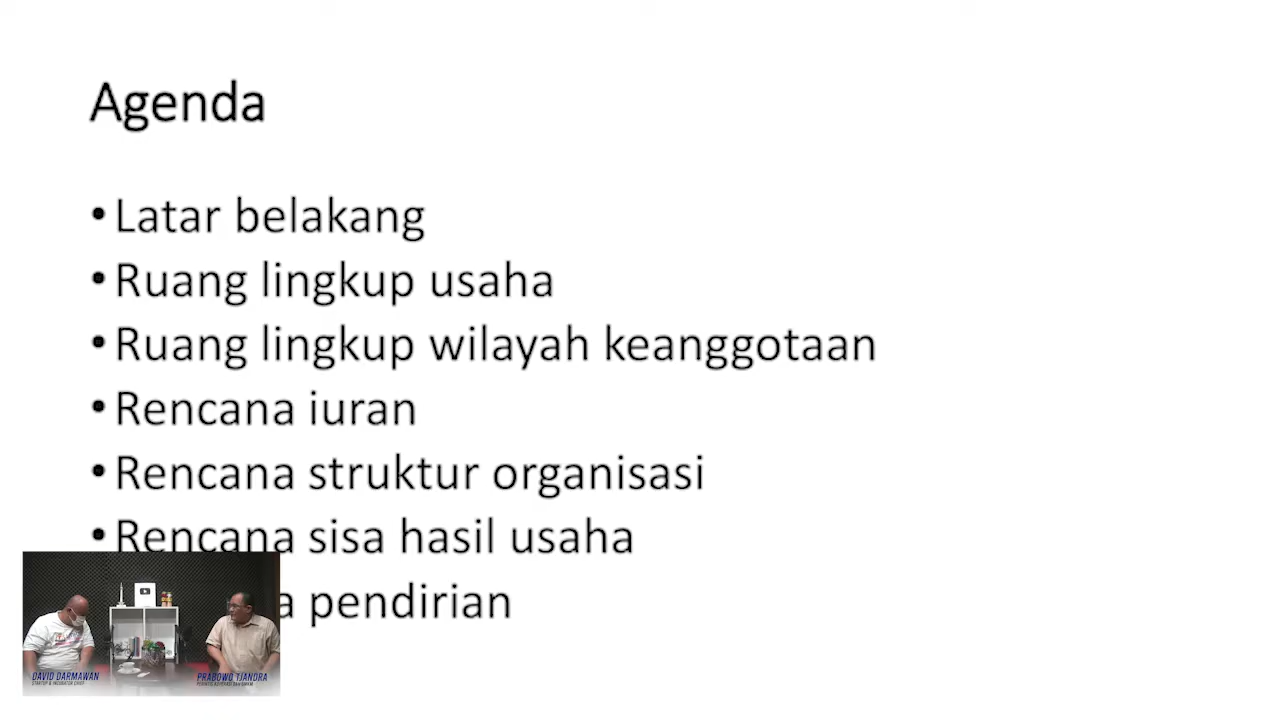 Agenda
• Latar belakang
• Ruang lingkup usaha
• Ruang lingkup wilayah keanggotaan
• Rencana iuran
• Rencana struktur organisasi
• Rencana sisa hasil usaha
pendirian
DAVID DARMAWAN
PRABOWO TJANDRA